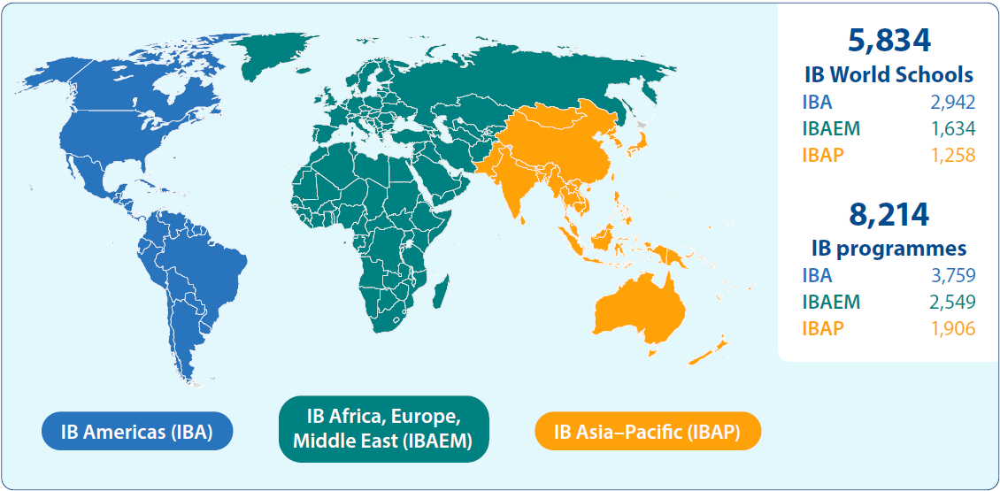 5,834
IB World Schools
IBA 2,942
IBAEM 1,634
IBAP 1,258
8,214
IB programmes
IBA 3,759
IBAEM 2,549
IBAP 1,906
IB Americas (IBA)
IB Africa, Europe,
Middle East (IBAEM)
IB Asia–Pacific (IBAP)